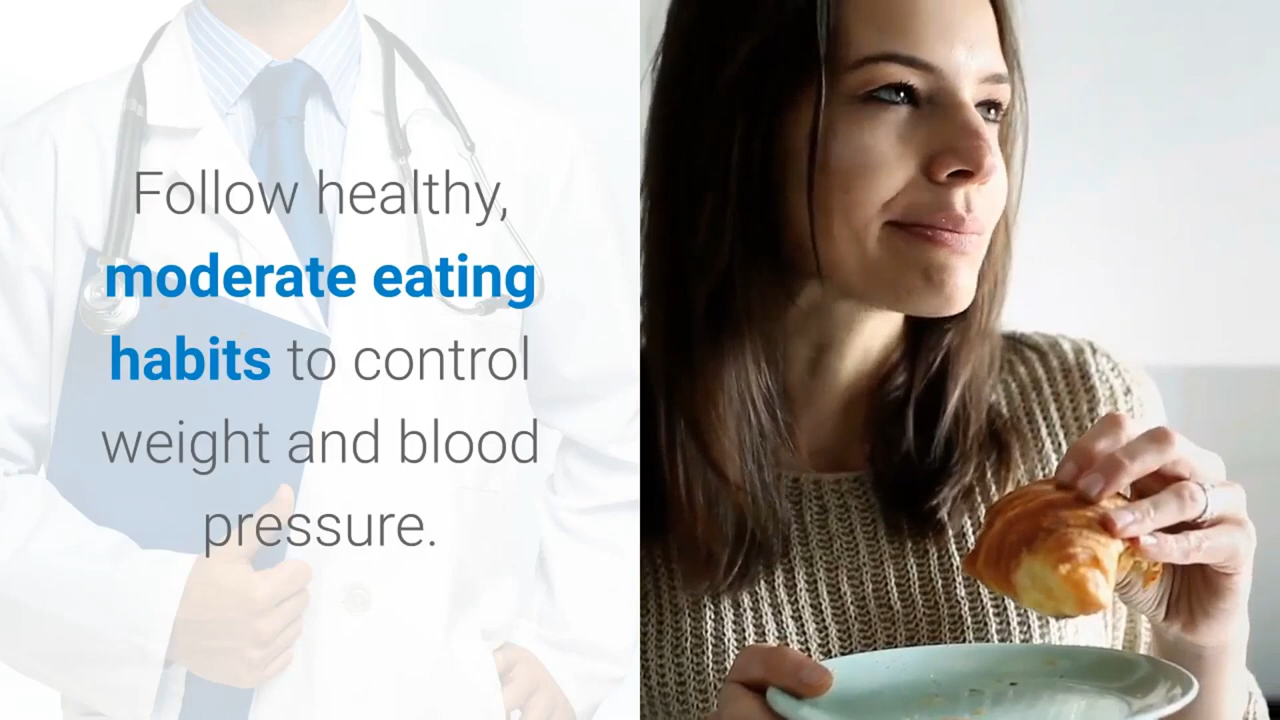 Follow healthy,
moderate eating
habits to control
weight and blood
pressure.